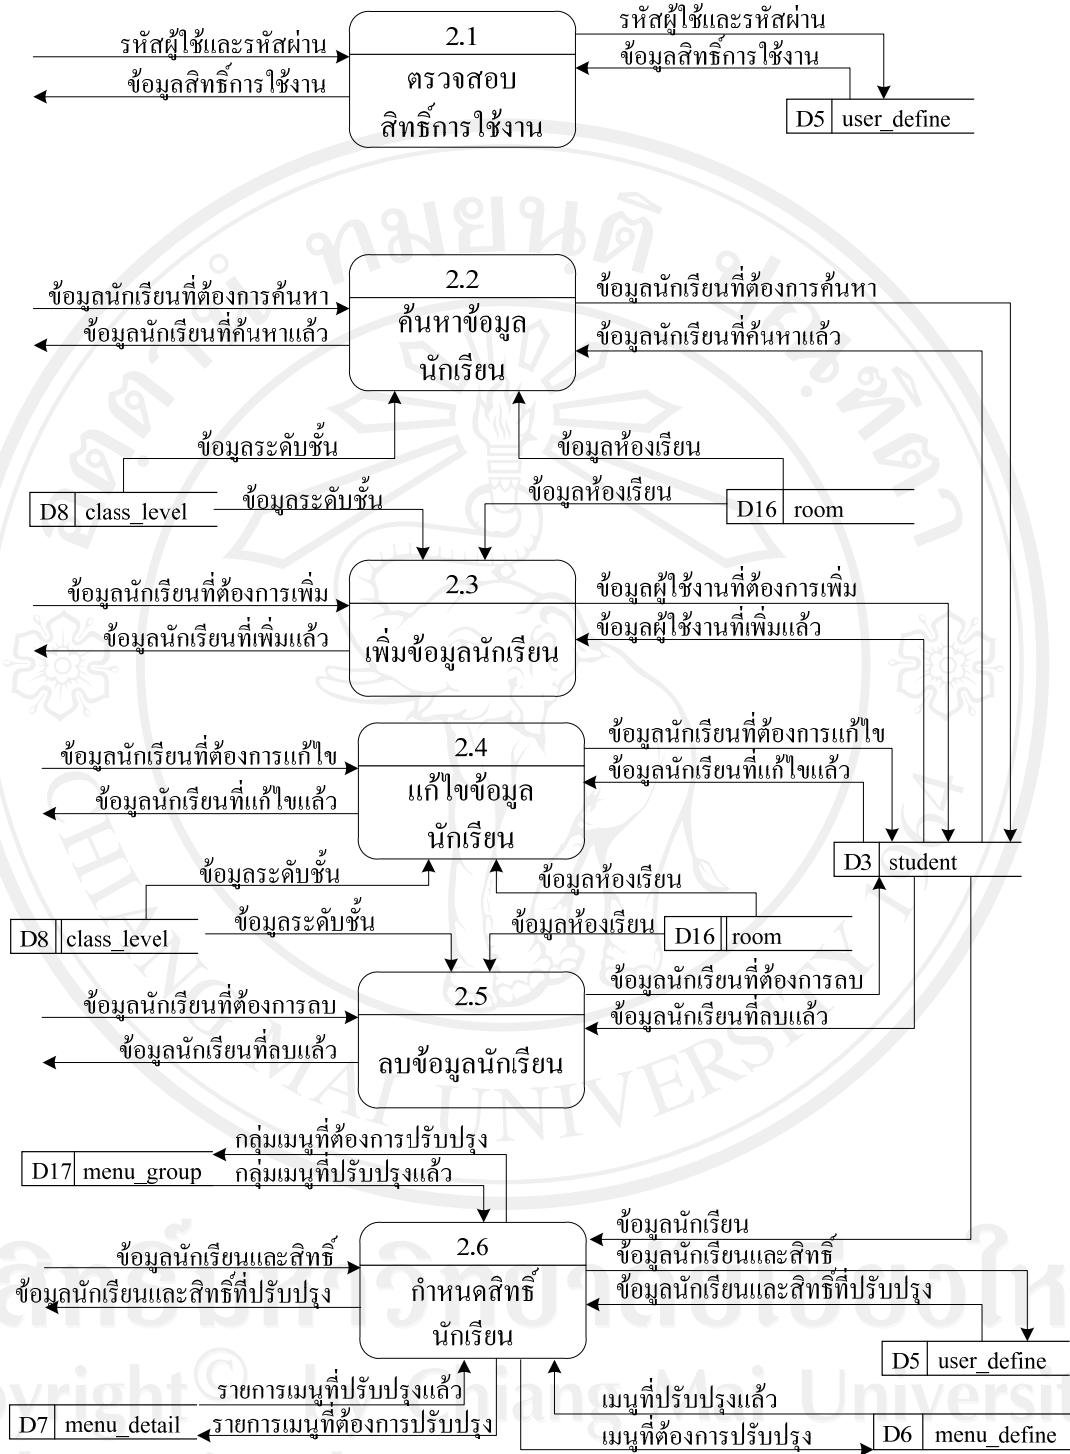 รหัสผู้ใช้และรหัสผ่าน
ข้อมูลสิทธิ์การใช้งาน
2.1
ตรวจสอบ
สิทธิ์การใช้งาน
รหัสผู้ใช้และรหัสผ่าน
ข้อมูลสิทธิ์การใช้งาน
D5 user_define
ข้อมูลนักเรียนที่ต้องการค้นหา
ข้อมูลนักเรียนที่ค้นหาแล้ว
2.2
ค้นหาข้อมูล
นักเรียน
ข้อมูลนักเรียนที่ต้องการค้นหา
ข้อมูลนักเรียนที่ค้นหาแล้ว
ข้อมูลระดับชั้น
ข้อมูลห้องเรียน
D8 class_level
ข้อมูลระดับชั้น
ข้อมูลห้องเรียน
D16 room
ข้อมูลนักเรียนที่ต้องการเพิ่ม
ข้อมูลนักเรียนที่เพิ่มแล้ว
2.3
เพิ่มข้อมูลนักเรียน
ข้อมูลผู้ใช้งานที่ต้องการเพิ่ม
ข้อมูลผู้ใช้งานที่เพิ่มแล้ว
ข้อมูลนักเรียนที่ต้องการแก้ไข
ข้อมูลนักเรียนที่แก้ไขแล้ว
2.4
แก้ไขข้อมูล
นักเรียน
ข้อมูลนักเรียนที่ต้องการแก้ไข
ข้อมูลนักเรียนที่แก้ไขแล้ว
D3 student
ข้อมูลระดับชั้น
ข้อมูลห้องเรียน
D8 class_level
ข้อมูลระดับชั้น
ข้อมูลห้องเรียน
D16 room
ข้อมูลนักเรียนที่ต้องการลบ
ข้อมูลนักเรียนที่ลบแล้ว
2.5
ลบข้อมูลนักเรียน
ข้อมูลนักเรียนที่ต้องการลบ
ข้อมูลนักเรียนที่ลบแล้ว
กลุ่มเมนูที่ต้องการปรับปรุง
D17 menu_group
กลุ่มเมนูที่ปรับปรุงแล้ว
ข้อมูลนักเรียนและสิทธิ์
ข้อมูลนักเรียนและสิทธิ์ที่ปรับปรุง
2.6
กำหนดสิทธิ์
นักเรียน
ข้อมูลนักเรียน
ข้อมูลนักเรียนและสิทธิ์
ข้อมูลนักเรียนและสิทธิ์ที่ปรับปรุง
D5 user_define
รายการเมนูที่ปรับปรุงแล้ว
D7 menu_detail
รายการเมนูที่ต้องการปรับปรุง
เมนูที่ปรับปรุงแล้ว
เมนูที่ต้องการปรับปรุง
D6 menu_define
CHIANG MAI UNIVERSITY 1964
by Chiang Mai Universit